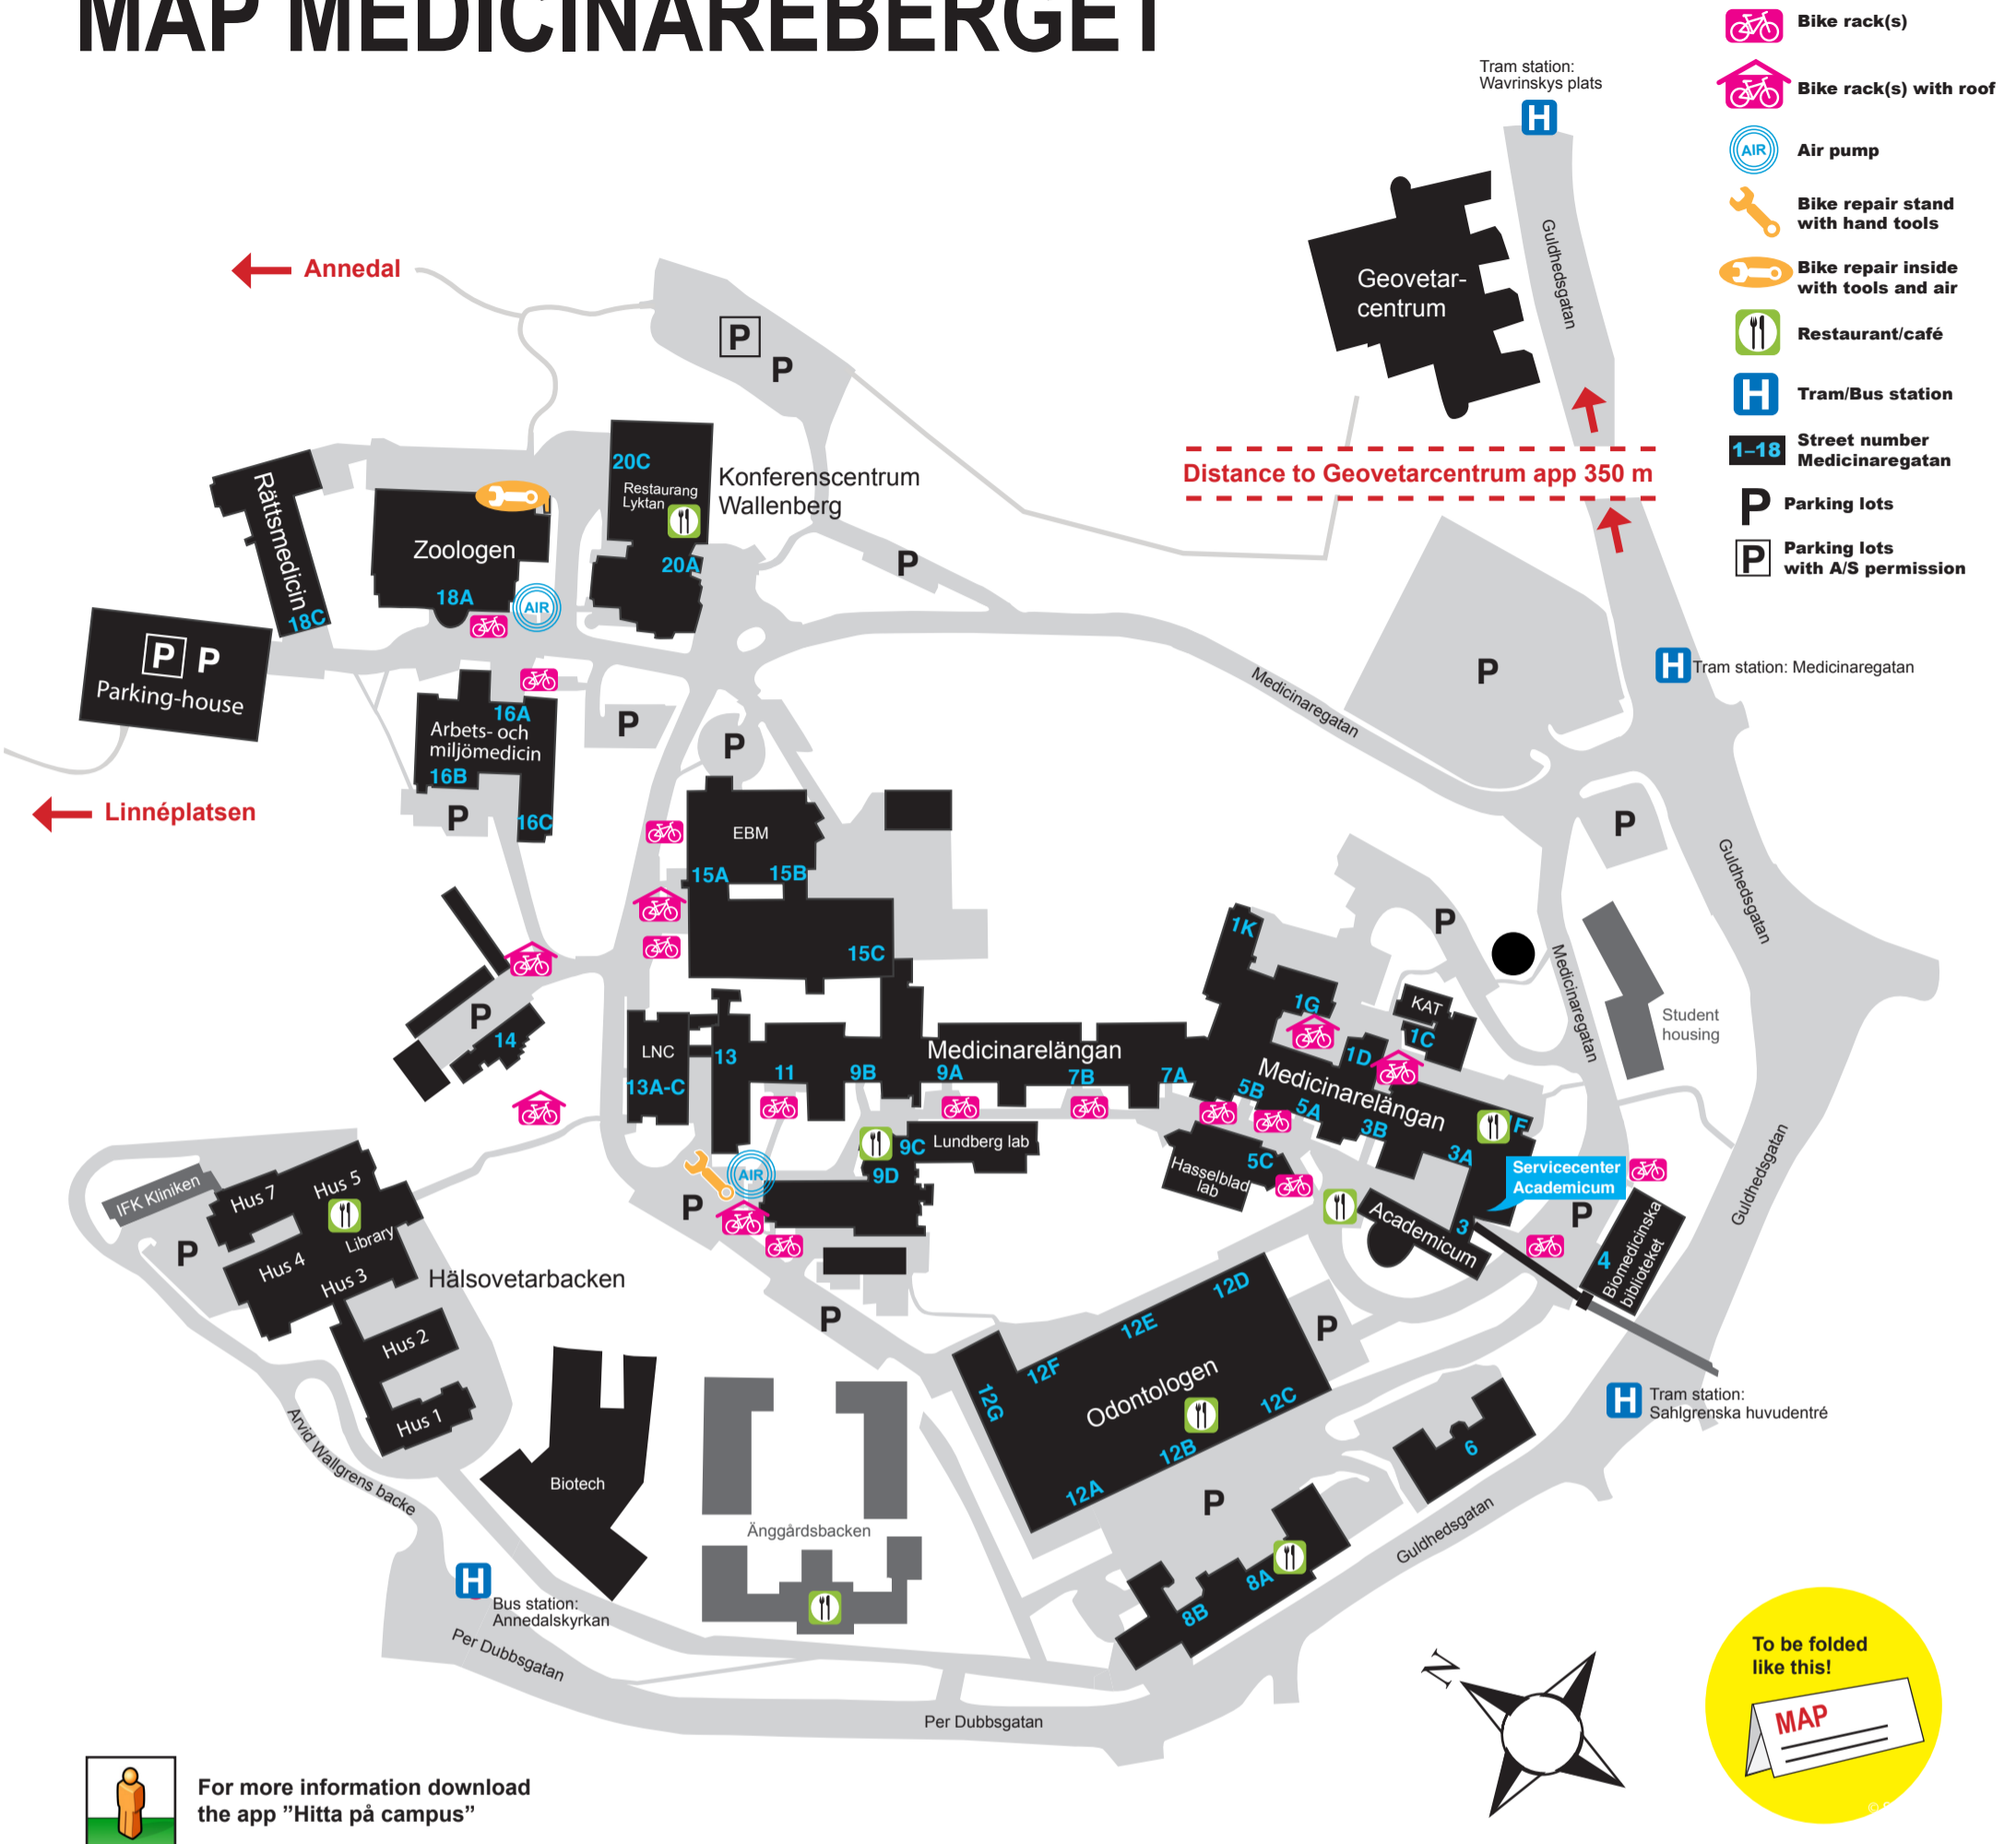 MAP MEDICINAREBERGET
Bike rack(s)
Bike rack(s) with roof
AIR
Air pump
Bike repair stand
with hand tools
Bike repair inside
with tools and air
Restaurant/café
H
Tram/Bus station
1–18
Street number
Medicinaregatan
P
Parking lots
P
Parking lots
with A/S permission
Tram station:
Wavrinskys plats
H
Guldhedsgatan
Geovetar-
centrum
Annedal
P
P
Distance to Geovetarcentrum app 350 m
20C
Restaurang
Lyktan
Konferenscentrum
Wallenberg
20A
P
Rättsmedicin
18C
Zoologen
18A
AIR
P P
Parking-house
P
H
Tram station: Medicinaregatan
Medicinaregatan
16A
Arbets- och
miljömedicin
16B
16C
P
P
P
Linnéplatsen
EBM
15A
15B
15C
P
Guldhedsgatan
1K
P
Medicinaregatan
Student
housing
P
14
1G
KAT
1C
1D
LNC
13A-C
13
11
9B
Medicinarelängan
9A
7B
7A
Medicinarelängan
5B
5A
3B
3A
F
Lundberg lab
9C
9D
5C
Hasselblad
lab
Servicecenter
Academicum
Academicum
3
P
4
Biomedicinska
biblioteket
Guldhedsgatan
AIR
P
IFK Kliniken
Hus 7
Hus 5
Library
Hus 4
Hus 3
Hus 2
Hus 1
P
Hälsovetarbacken
P
12D
12E
12F
12G
Odontologen
12C
12B
12A
P
H
Tram station:
Sahlgrenska huvudentré
6
P
Guldhedsgatan
8A
8B
Arvid Wallgrens backe
Biotech
Änggårdsbacken
H
Bus station:
Annedalskyrkan
Per Dubbsgatan
Per Dubbsgatan
N
To be folded
like this!
MAP
For more information download
the app ”Hitta på campus”